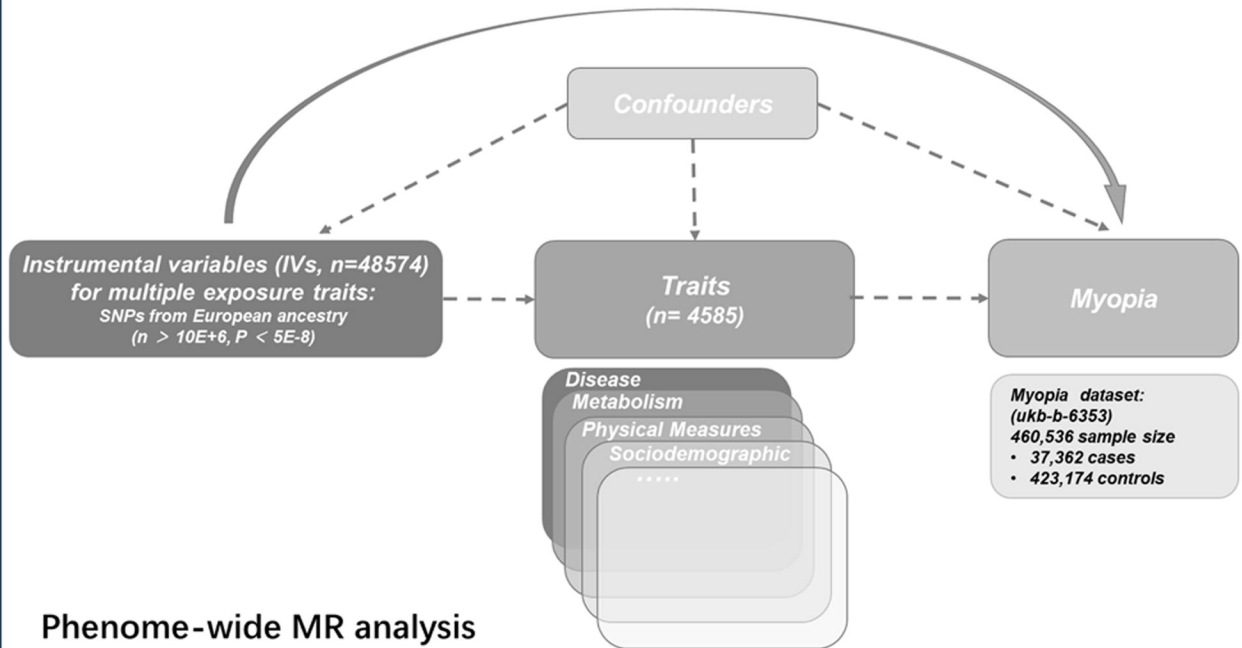 Confounders
Instrumental variables (IVs, n=48574)
for multiple exposure traits:
SNPs from European ancestry
(n > 10E+6, P < 5E-8)
Traits
(n= 4585)
Myopia
Disease
Metabolism
Physical Measures
Sociodemographic
.....
Myopia dataset:
(ukb-b-6353)
460,536 sample size
• 37,362 cases
• 423,174 controls
Phenome-wide MR analysis